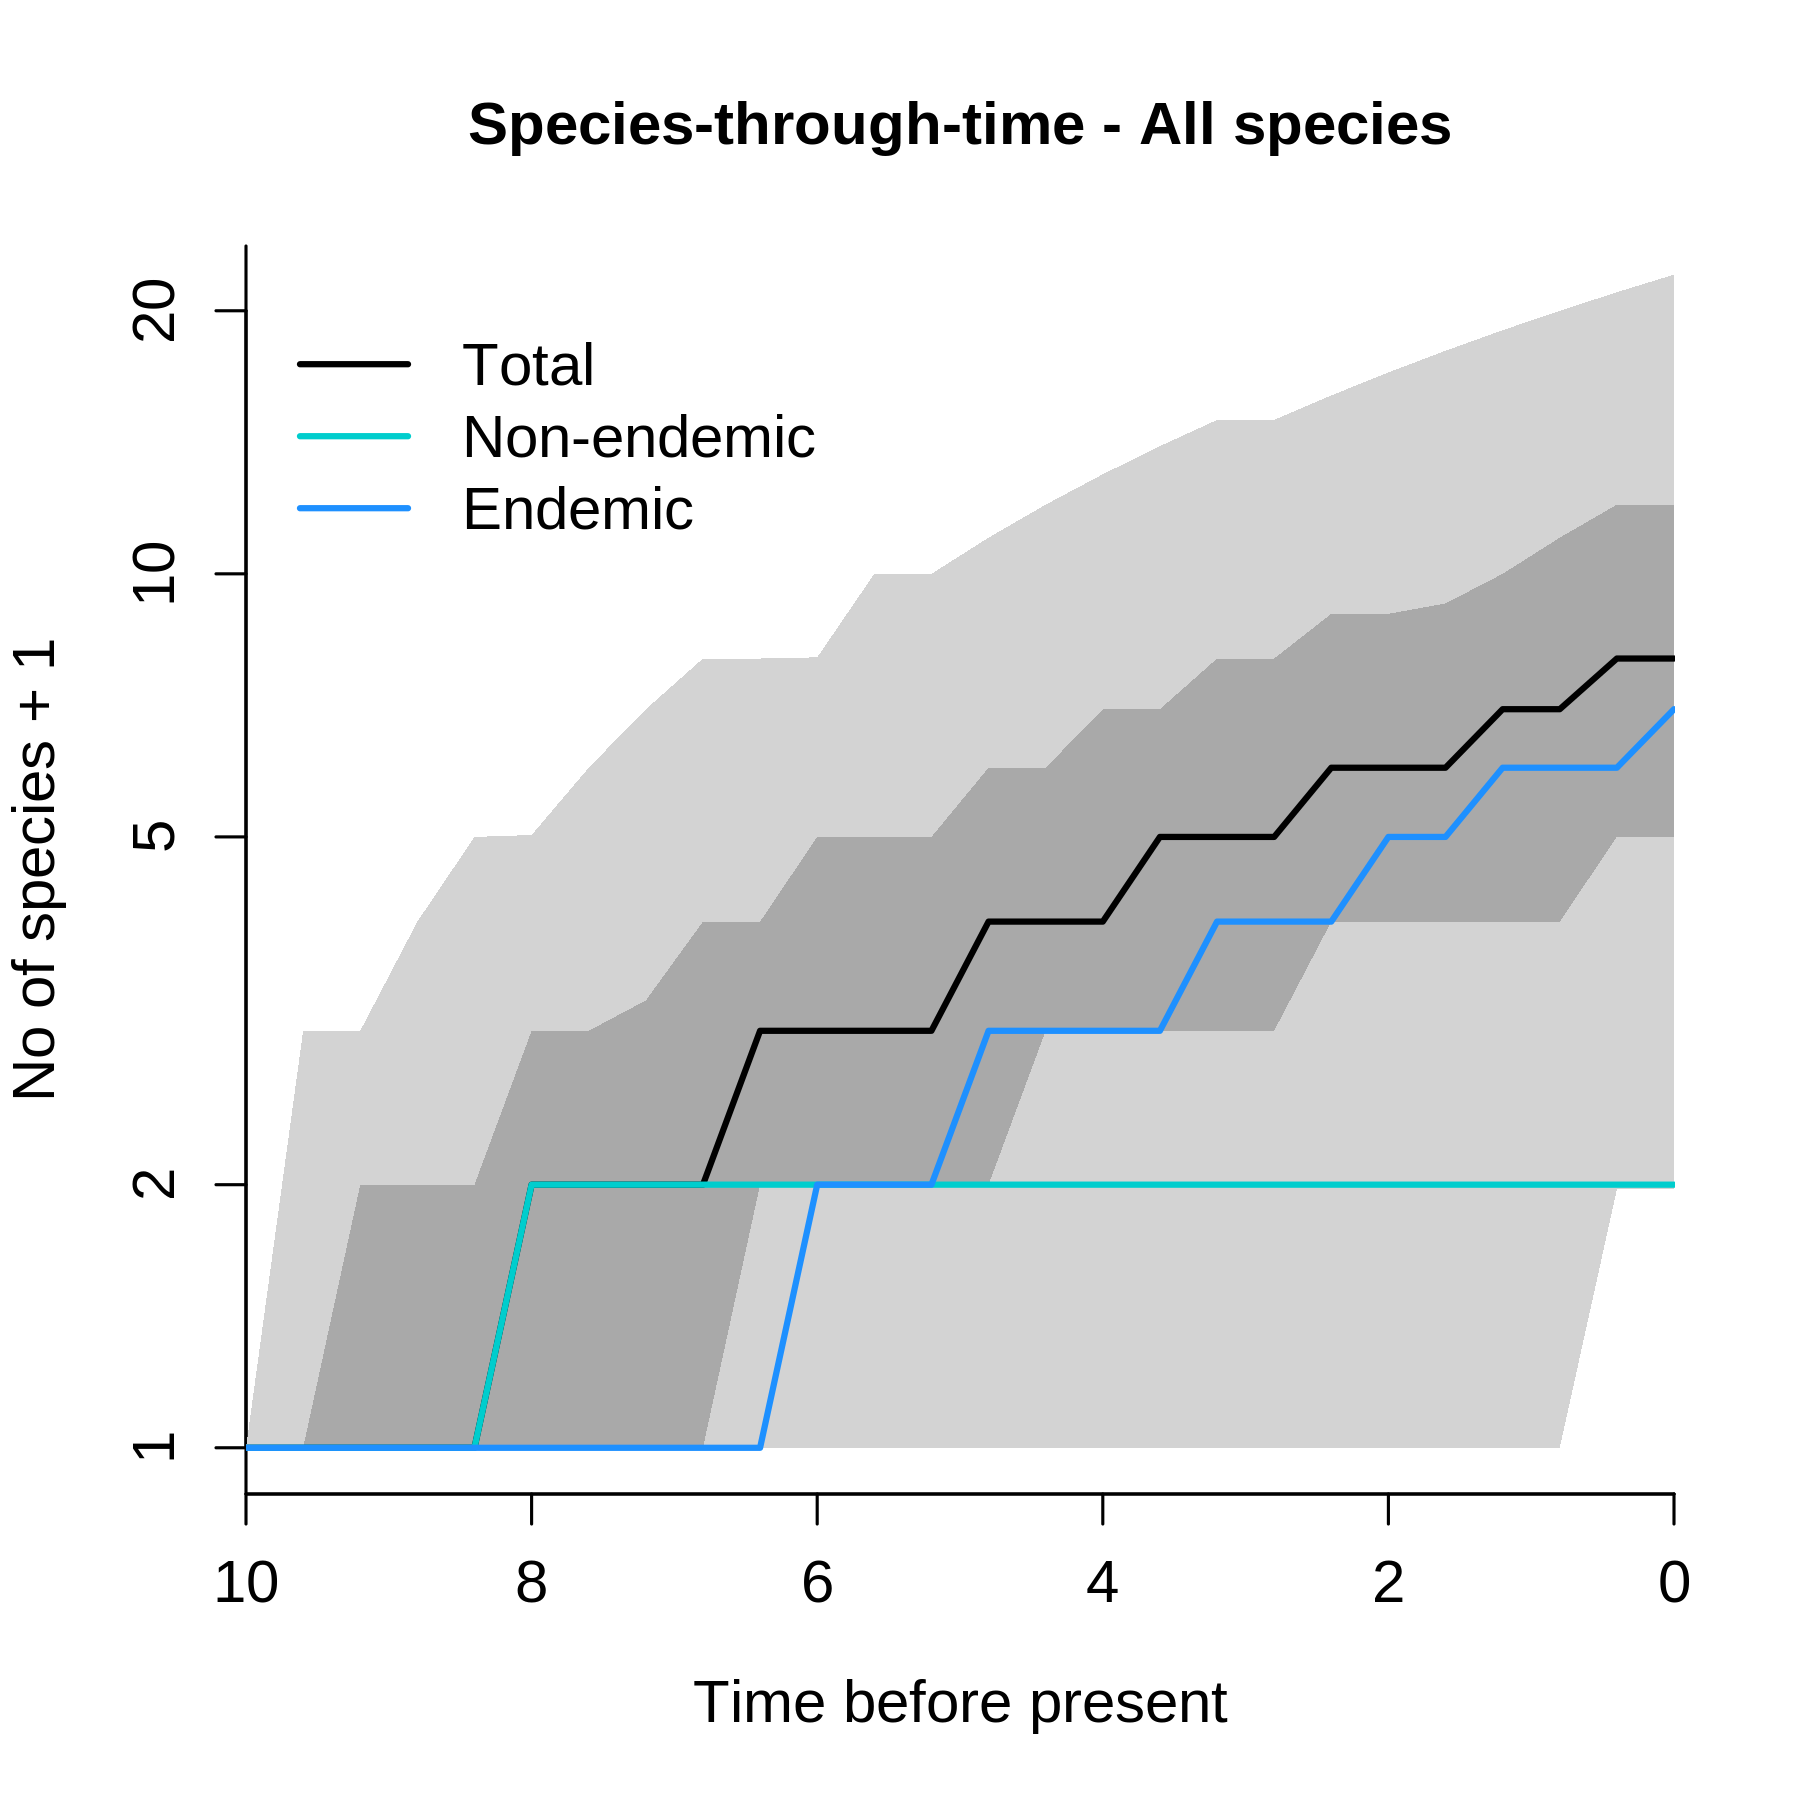 Species-through-time - All species
Total
Non-endemic
Endemic
No of species + 1
20
10
5
2
1
10 8 6 4 2 0
Time before present